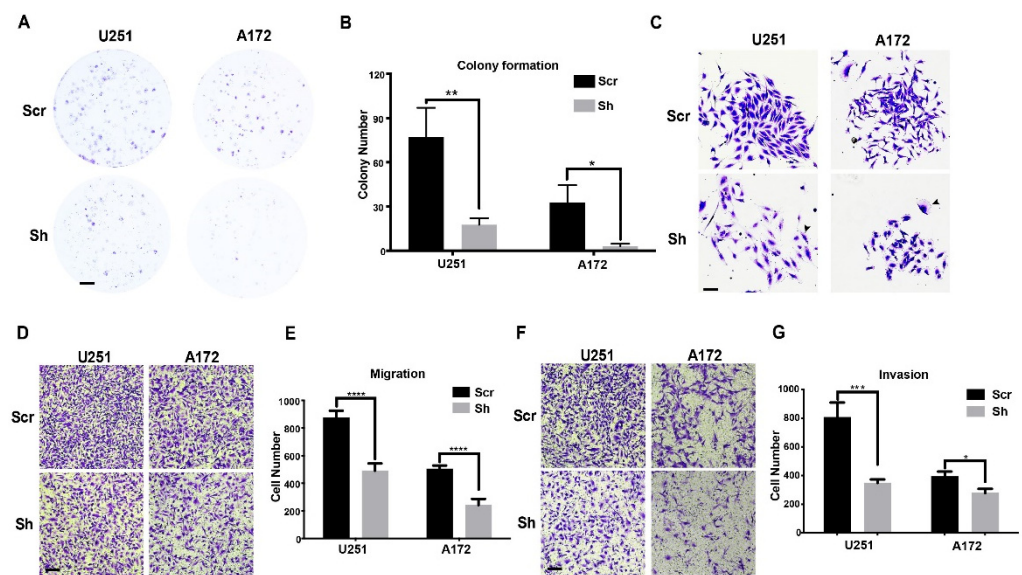 A
U251
A172
Scr
Sh
B
Colony formation
Colony Number
120
90
60
30
0
**
*
Scr
Sh
U251
A172
C
U251
A172
Scr
Sh
D
U251
A172
Scr
Sh
E
Migration
Cell Number
1000
800
600
400
200
0
****
****
Scr
Sh
U251
A172
F
U251
A172
Scr
Sh
G
Invasion
Cell Number
1000
800
600
400
200
0
***
*
Scr
Sh
U251
A172